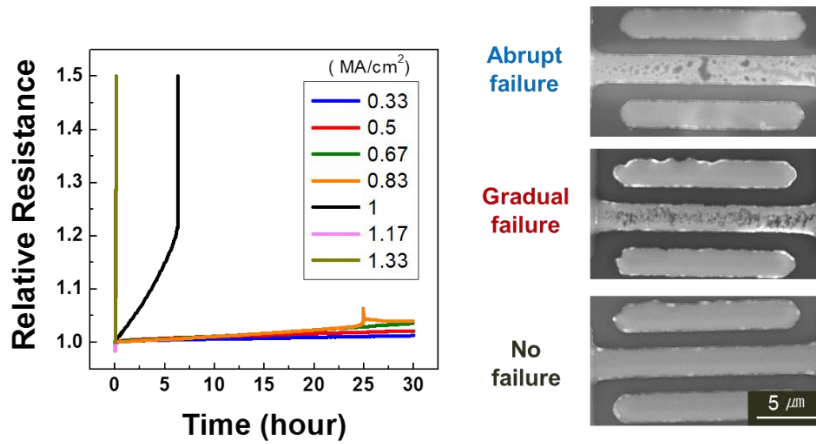 Relative Resistance
1.5
1.4
1.3
1.2
1.1
1.0
0
5
10
15
20
25
30
Time (hour)
( MA/cm²)
0.33
0.5
0.67
0.83
1
1.17
1.33
Abrupt
failure
Gradual
failure
No
failure
5 ㎛